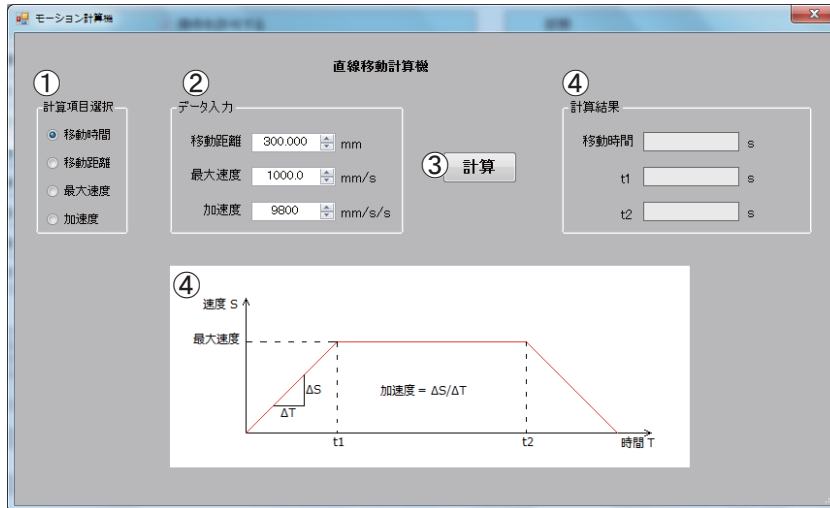 モーション計算機
直線移動計算機
①
計算項目選択
移動時間
移動距離
最大速度
加速度
②
データ入力
移動距離 300.000 mm
最大速度 1000.0 mm/s
加速度 9800 mm/s/s
③ 計算
④
計算結果
移動時間 s
t1 s
t2 s
④
速度 S
最大速度
ΔS
ΔT
加速度 = ΔS/ΔT
t1
t2
時間 T